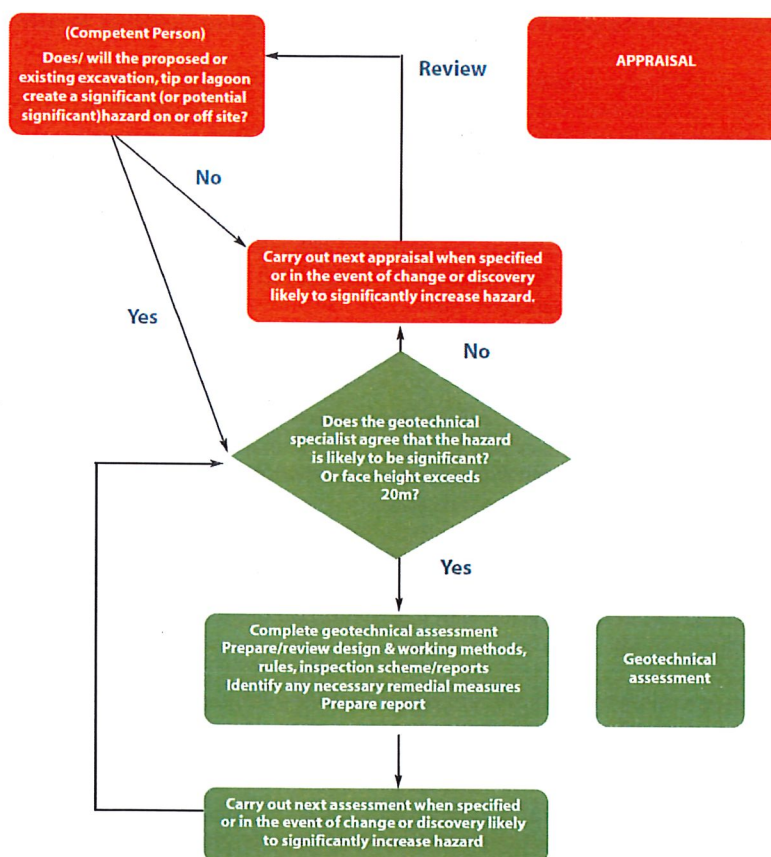 (Competent Person)
Does/ will the proposed or
existing excavation, tip or lagoon
create a significant (or potential
significant)hazard on or off site?
Review
APPRAISAL
No
Carry out next appraisal when specified
or in the event of change or discovery
likely to significantly increase hazard.
Yes
No
Does the geotechnical
specialist agree that the hazard
is likely to be significant?
Or face height exceeds
20m?
Yes
Complete geotechnical assessment
Prepare/review design & working methods,
rules, inspection scheme/reports
Identify any necessary remedial measures
Prepare report
Geotechnical
assessment
Carry out next assessment when specified
or in the event of change or discovery likely
to significantly increase hazard